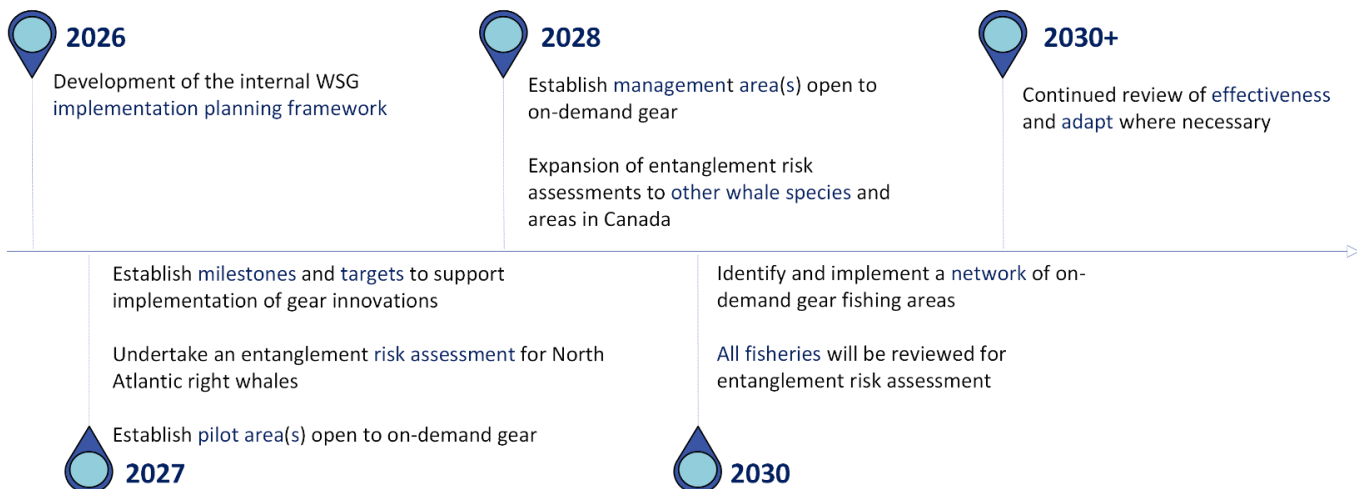 2026
Development of the internal WSG
implementation planning framework
2028
Establish management area(s) open to
on-demand gear
Expansion of entanglement risk
assessments to other whale species and
areas in Canada
2030+
Continued review of effectiveness
and adapt where necessary
Establish milestones and targets to support
implementation of gear innovations
Undertake an entanglement risk assessment for North
Atlantic right whales
Establish pilot area(s) open to on-demand gear
2027
Identify and implement a network of on-
demand gear fishing areas
All fisheries will be reviewed for
entanglement risk assessment
2030